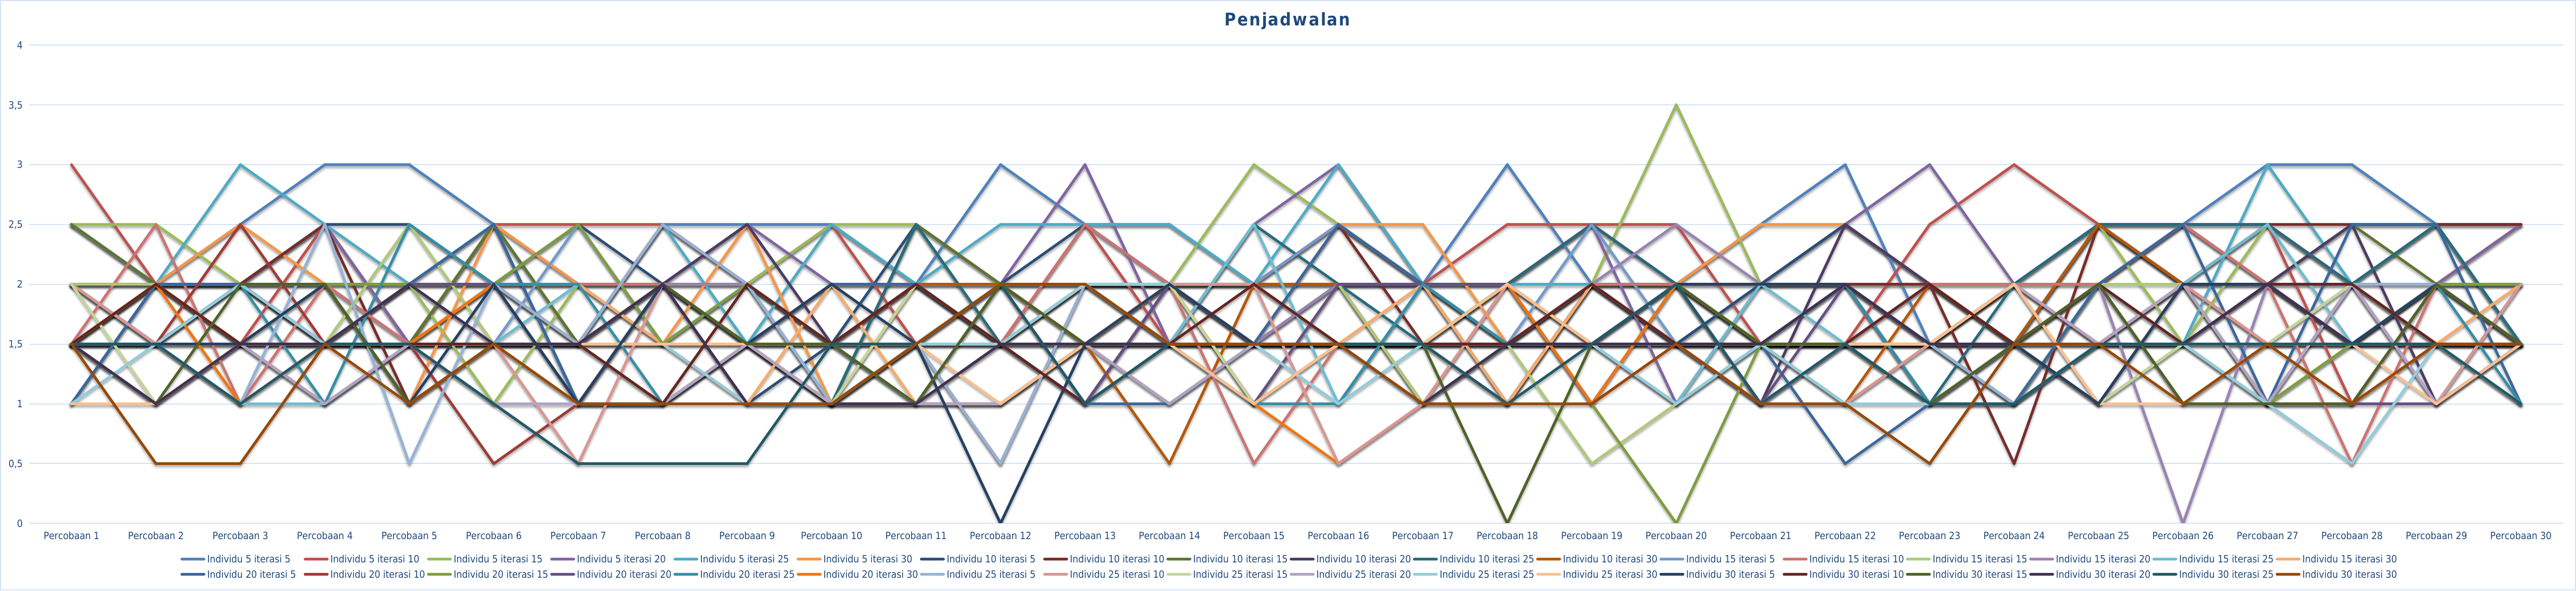 Penjadwalan
4
3,5
3
2,5
2
1,5
1
0,5
0
Percobaan 1 Percobaan 2 Percobaan 3 Percobaan 4 Percobaan 5 Percobaan 6 Percobaan 7 Percobaan 8 Percobaan 9 Percobaan 10 Percobaan 11 Percobaan 12 Percobaan 13 Percobaan 14 Percobaan 15 Percobaan 16 Percobaan 17 Percobaan 18 Percobaan 19 Percobaan 20 Percobaan 21 Percobaan 22 Percobaan 23 Percobaan 24 Percobaan 25 Percobaan 26 Percobaan 27 Percobaan 28 Percobaan 29 Percobaan 30
Individu 5 iterasi 5 Individu 5 iterasi 10 Individu 5 iterasi 15 Individu 5 iterasi 20 Individu 5 iterasi 25 Individu 5 iterasi 30 Individu 10 iterasi 5 Individu 10 iterasi 10 Individu 10 iterasi 15 Individu 10 iterasi 20 Individu 10 iterasi 25 Individu 10 iterasi 30 Individu 15 iterasi 5 Individu 15 iterasi 10 Individu 15 iterasi 15 Individu 15 iterasi 20 Individu 15 iterasi 25 Individu 15 iterasi 30
Individu 20 iterasi 5 Individu 20 iterasi 10 Individu 20 iterasi 15 Individu 20 iterasi 20 Individu 20 iterasi 25 Individu 20 iterasi 30 Individu 25 iterasi 5 Individu 25 iterasi 10 Individu 25 iterasi 15 Individu 25 iterasi 20 Individu 25 iterasi 25 Individu 25 iterasi 30 Individu 30 iterasi 5 Individu 30 iterasi 10 Individu 30 iterasi 15 Individu 30 iterasi 20 Individu 30 iterasi 25 Individu 30 iterasi 30